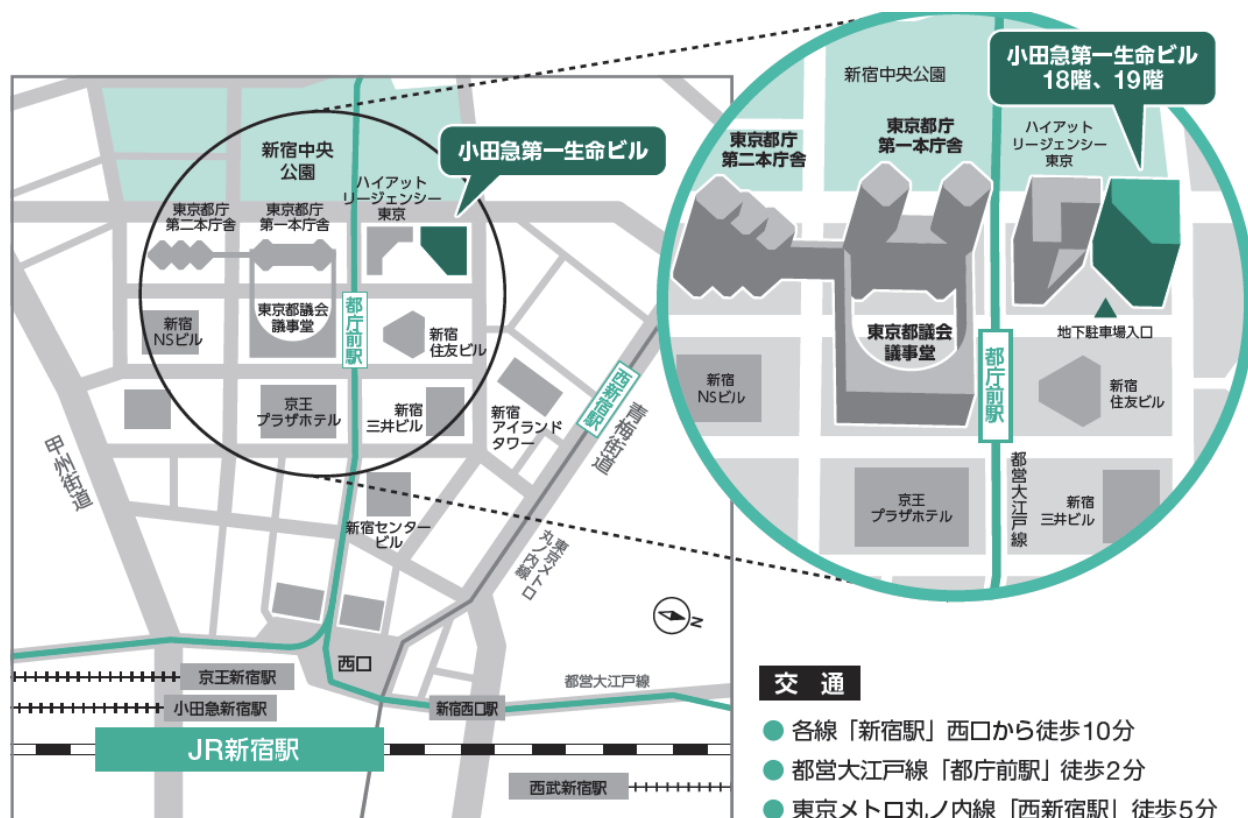 新宿中央
公園
小田急第一生命ビル
ハイアット
リージェンシー
東京
東京都庁
第二本庁舎
東京都庁
第一本庁舎
新宿
NSビル
東京都議会
議事堂
都庁前駅
新宿
住友ビル
京王
プラザホテル
新宿
三井ビル
新宿
アイランド
タワー
西新宿駅
青梅街道
甲州街道
新宿センター
ビル
東京メトロ
丸ノ内線
N
西口
京王新宿駅
小田急新宿駅
新宿西口駅
都営大江戸線
JR新宿駅
西武新宿駅
小田急第一生命ビル
18階、19階
新宿中央公園
東京都庁
第二本庁舎
東京都庁
第一本庁舎
ハイアット
リージェンシー
東京
地下駐車場入口
東京都議会
議事堂
都庁前駅
新宿
NSビル
新宿
住友ビル
都営大江戸線
京王
プラザホテル
新宿
三井ビル
交 通
● 各線「新宿駅」西口から徒歩10分
● 都営大江戸線「都庁前駅」徒歩2分
● 東京メトロ丸ノ内線「西新宿駅」徒歩5分